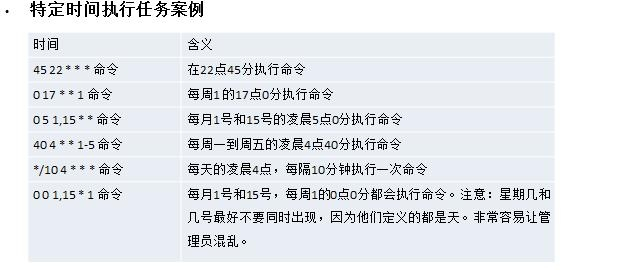 • 特定时间执行任务案例
时间 含义
45 22 * * * 命令 在22点45分执行命令
0 17 * * 1 命令 每周1的17点0分执行命令
0 5 1,15 * * 命令 每月1号和15号的凌晨5点0分执行命令
40 4 * * 1-5 命令 每周一到周五的凌晨4点40分执行命令
*/10 4 * * * 命令 每天的凌晨4点，每隔10分钟执行一次命令
0 0 1,15 * 1 命令 每月1号和15号，每周1的0点0分都会执行命令。注意：星期几和
几号最好不要同时出现，因为他们定义的都是天。非常容易让管
理员混乱。